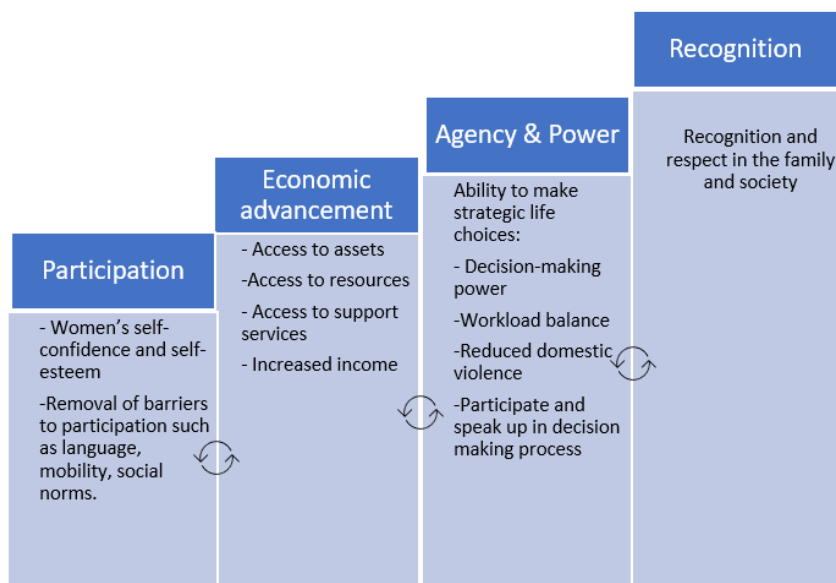 Participation
- Women's self-
confidence and self-
esteem
-Removal of barriers
to participation such
as language,
mobility, social
norms.
Economic
advancement
- Access to assets
-Access to resources
- Access to support
services
- Increased income
Agency & Power
Ability to make
strategic life
choices:
- Decision-making
power
-Workload balance
-Reduced domestic
violence
-Participate and
speak up in decision
making process
Recognition
Recognition and
respect in the family
and society